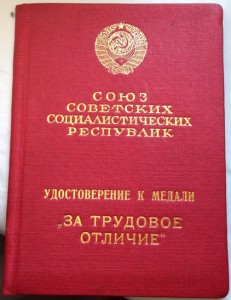 СОЮЗ
СОВЕТСКИХ
СОЦИАЛИСТИЧЕСКИХ
РЕСПУБЛИК
УДОСТОВЕРЕНИЕ К МЕДАЛИ
„ЗА ТРУДОВОЕ
ОТЛИЧИЕ“